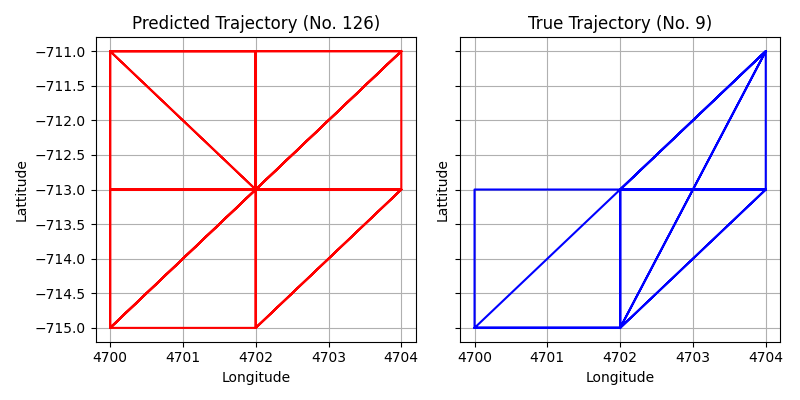 Predicted Trajectory (No. 126)
−711.0
−711.5
−712.0
−712.5
−713.0
−713.5
−714.0
−714.5
−715.0
Lattitude
4700 4701 4702 4703 4704
Longitude
True Trajectory (No. 9)
Lattitude
4700 4701 4702 4703 4704
Longitude